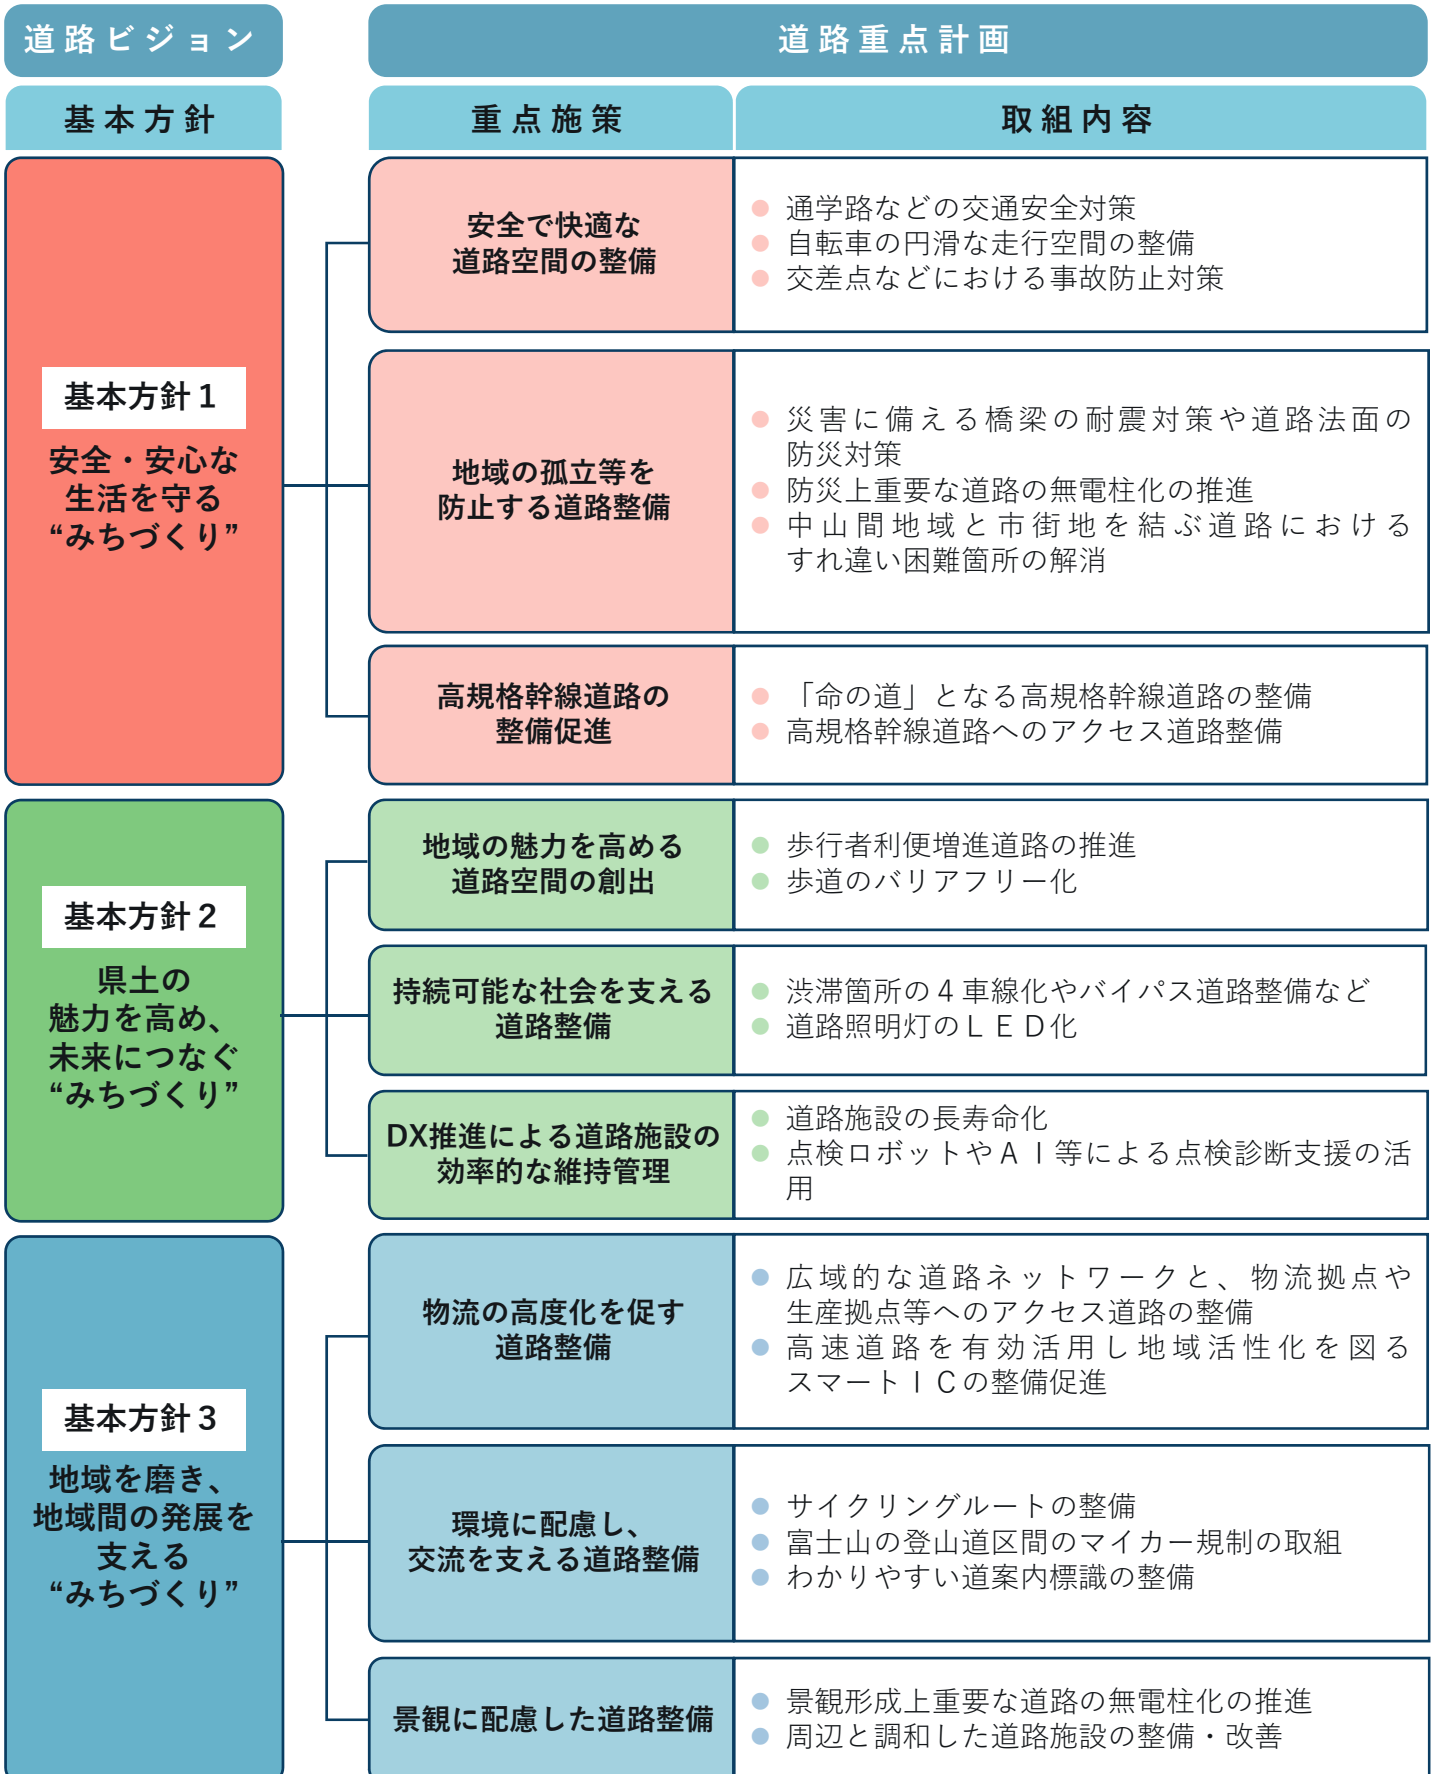 道路ビジョン
道路重点計画
基本方針
重点施策
取組内容
基本方針1
安全・安心な
生活を守る
“みちづくり”
安全で快適な
道路空間の整備
通学路などの交通安全対策
自転車の円滑な走行空間の整備
交差点などにおける事故防止対策
地域の孤立等を
防止する道路整備
災害に備える橋梁の耐震対策や道路法面の
防災対策
防災上重要な道路の無電柱化の推進
中山間地域と市街地を結ぶ道路における
すれ違い困難箇所の解消
高規格幹線道路の
整備促進
「命の道」となる高規格幹線道路の整備
高規格幹線道路へのアクセス道路整備
基本方針2
県土の
魅力を高め、
未来につなぐ
“みちづくり”
地域の魅力を高める
道路空間の創出
歩行者利便増進道路の推進
歩道のバリアフリー化
持続可能な社会を支える
道路整備
渋滞箇所の4車線化やバイパス道路整備など
道路照明灯のLED化
DX推進による道路施設の
効率的な維持管理
道路施設の長寿命化
点検ロボットやAI等による点検診断支援の活
用
基本方針3
地域を磨き、
地域間の発展を
支える
“みちづくり”
物流の高度化を促す
道路整備
広域的な道路ネットワークと、物流拠点や
生産拠点等へのアクセス道路の整備
高速道路を有効活用し地域活性化を図る
スマートICの整備促進
環境に配慮し、
交流を支える道路整備
サイクリングルートの整備
富士山の登山道区間のマイカー規制の取組
わかりやすい道案内標識の整備
景観に配慮した道路整備
景観形成上重要な道路の無電柱化の推進
周辺と調和した道路施設の整備・改善